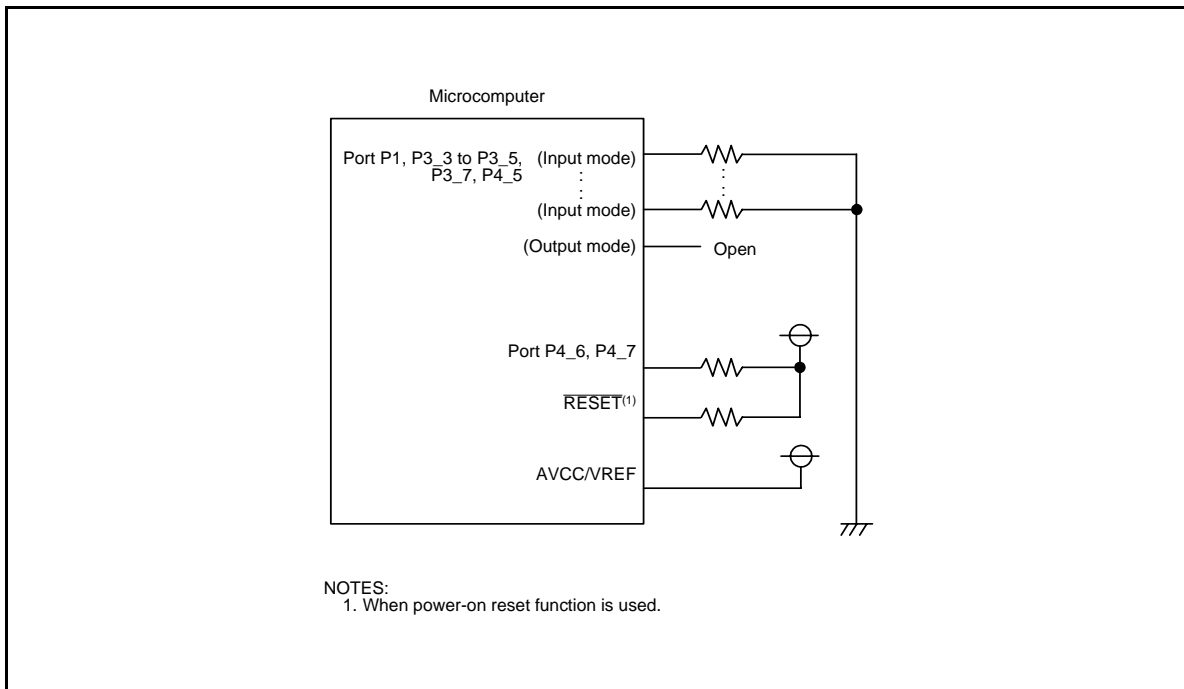 Microcomputer
Port P1, P3_3 to P3_5, (Input mode)
P3_7, P4_5
(Input mode)
(Output mode) Open
Port P4_6, P4_7
RESET(1)
AVCC/VREF
NOTES:
1. When power-on reset function is used.